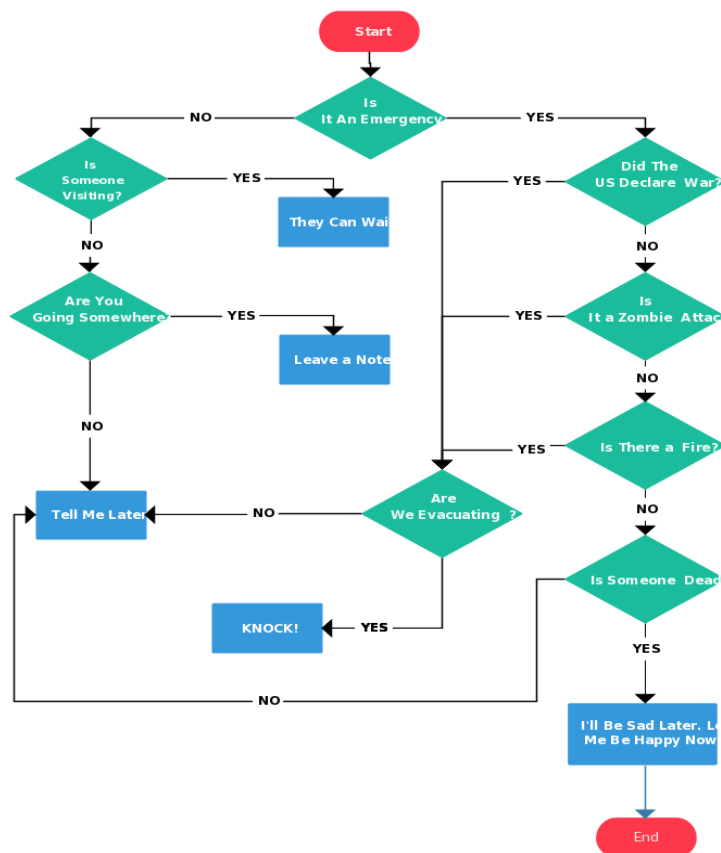 Start
Is
It An Emergency
NO
YES
Is
Someone
Visiting?
YES
Did The
US Declare War?
YES
They Can Wai
NO
NO
Are You
Going Somewhere?
YES
Is
It a Zombie Attac
YES
Leave a Note
NO
NO
Is There a Fire?
YES
Are
We Evacuating ?
Tell Me Later
NO
NO
Is Someone Dead
KNOCK!
YES
YES
NO
I'll Be Sad Later. Le
Me Be Happy Now
End